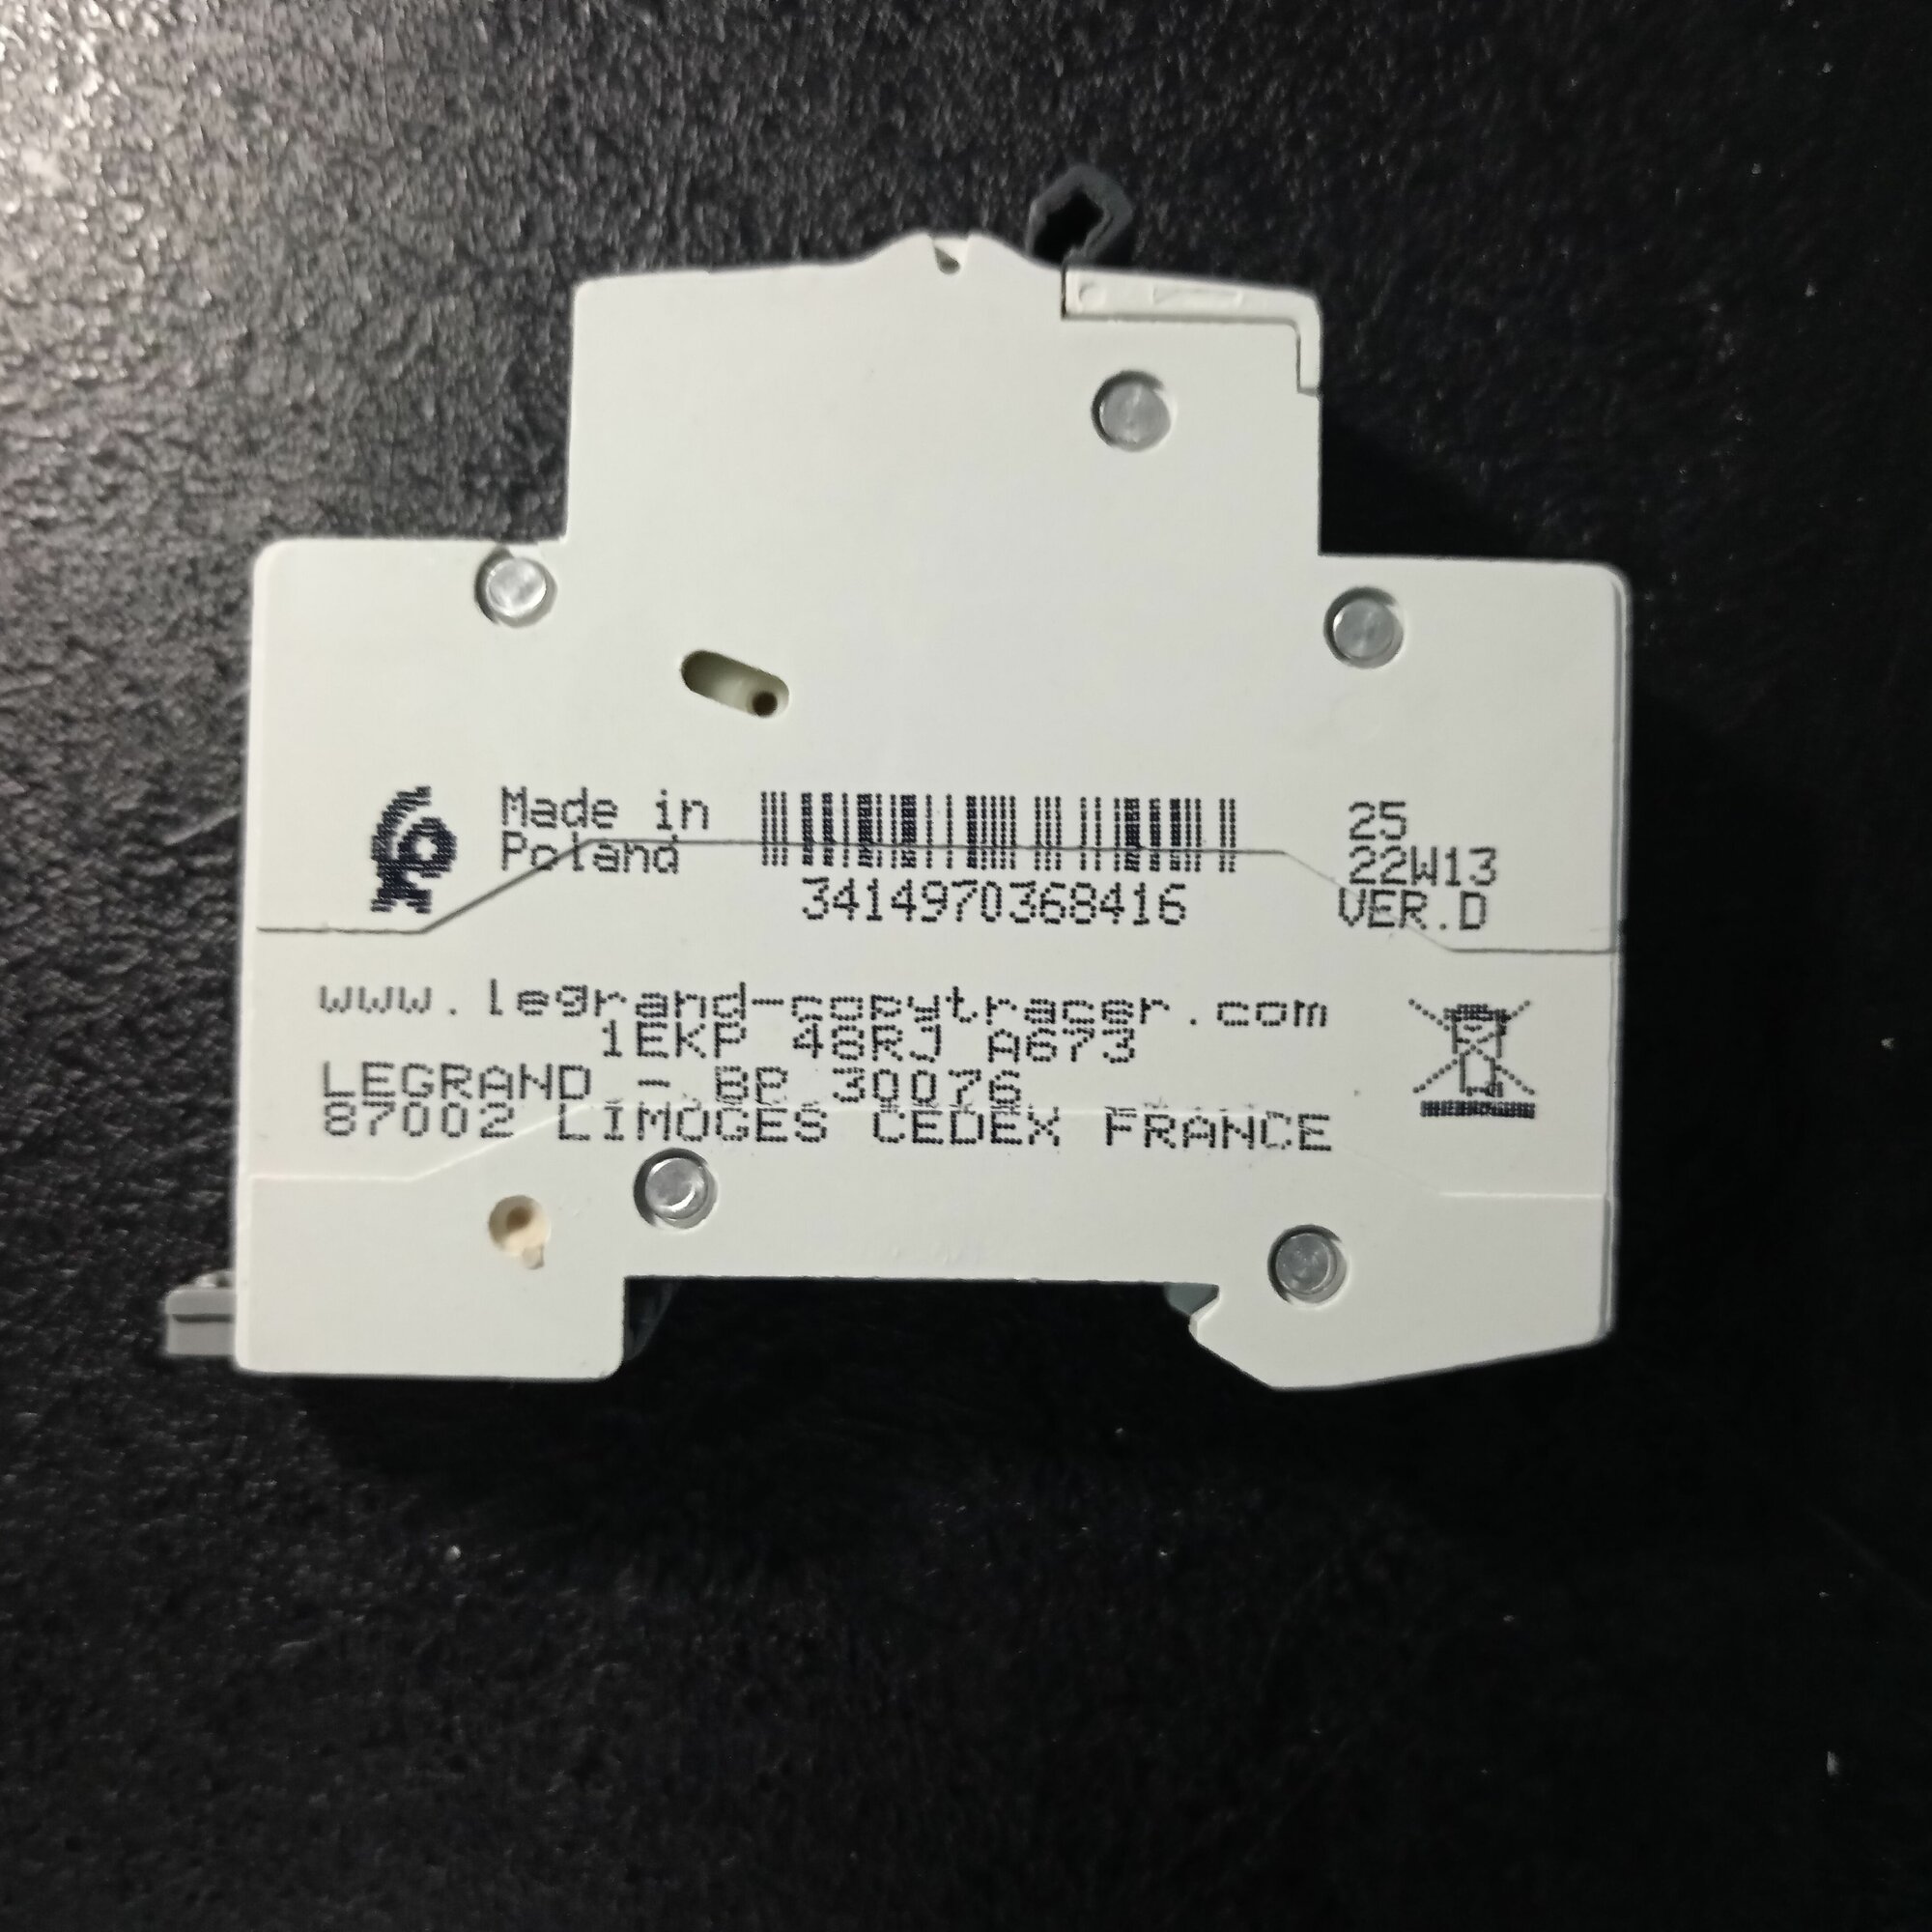 Made in
Poland
3414970368416
25
22W13
VER.D
www.legrand-copytracer.com
1EKP 48RJ A673
LEGRAND - BP 30076
87002 LIMOGES CEDEX FRANCE